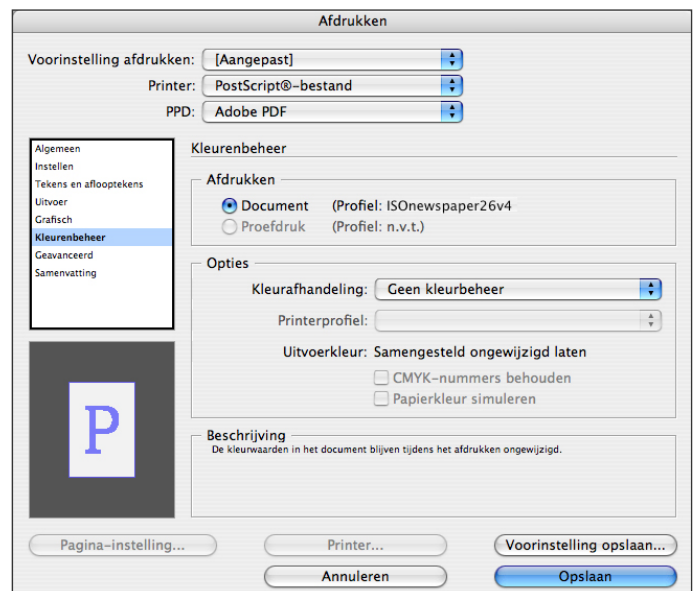 Afdrukken
Voorinstelling afdrukken: [Aangepast]
Printer: PostScript®-bestand
PPD: Adobe PDF
Algemeen
Instellen
Tekens en aflooptekens
Uitvoer
Grafisch
Kleurenbeheer
Geavanceerd
Samenvatting
P
Kleurenbeheer
Afdrukken
Document (Profiel: ISOnewspaper26v4
Proefdruk (Profiel: n.v.t.)
Opties
Kleurafhandeling: Geen kleurbeheer
Printerprofiel:
Uitvoerkleur: Samengesteld ongewijzigd laten
CMYK-nummers behouden
Papierkleur simuleren
Beschrijving
De kleurwaarden in het document blijven tijdens het afdrukken ongewijzigd.
Pagina-instelling... Printer... Voorinstelling opslaan...
Annuleren Opslaan